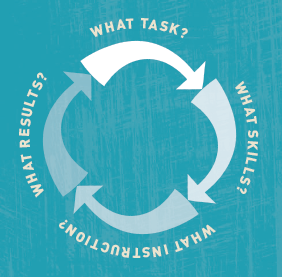 WHAT TASK?
WHAT SKILLS?
WHAT INSTRUCTION?
WHAT RESULTS?